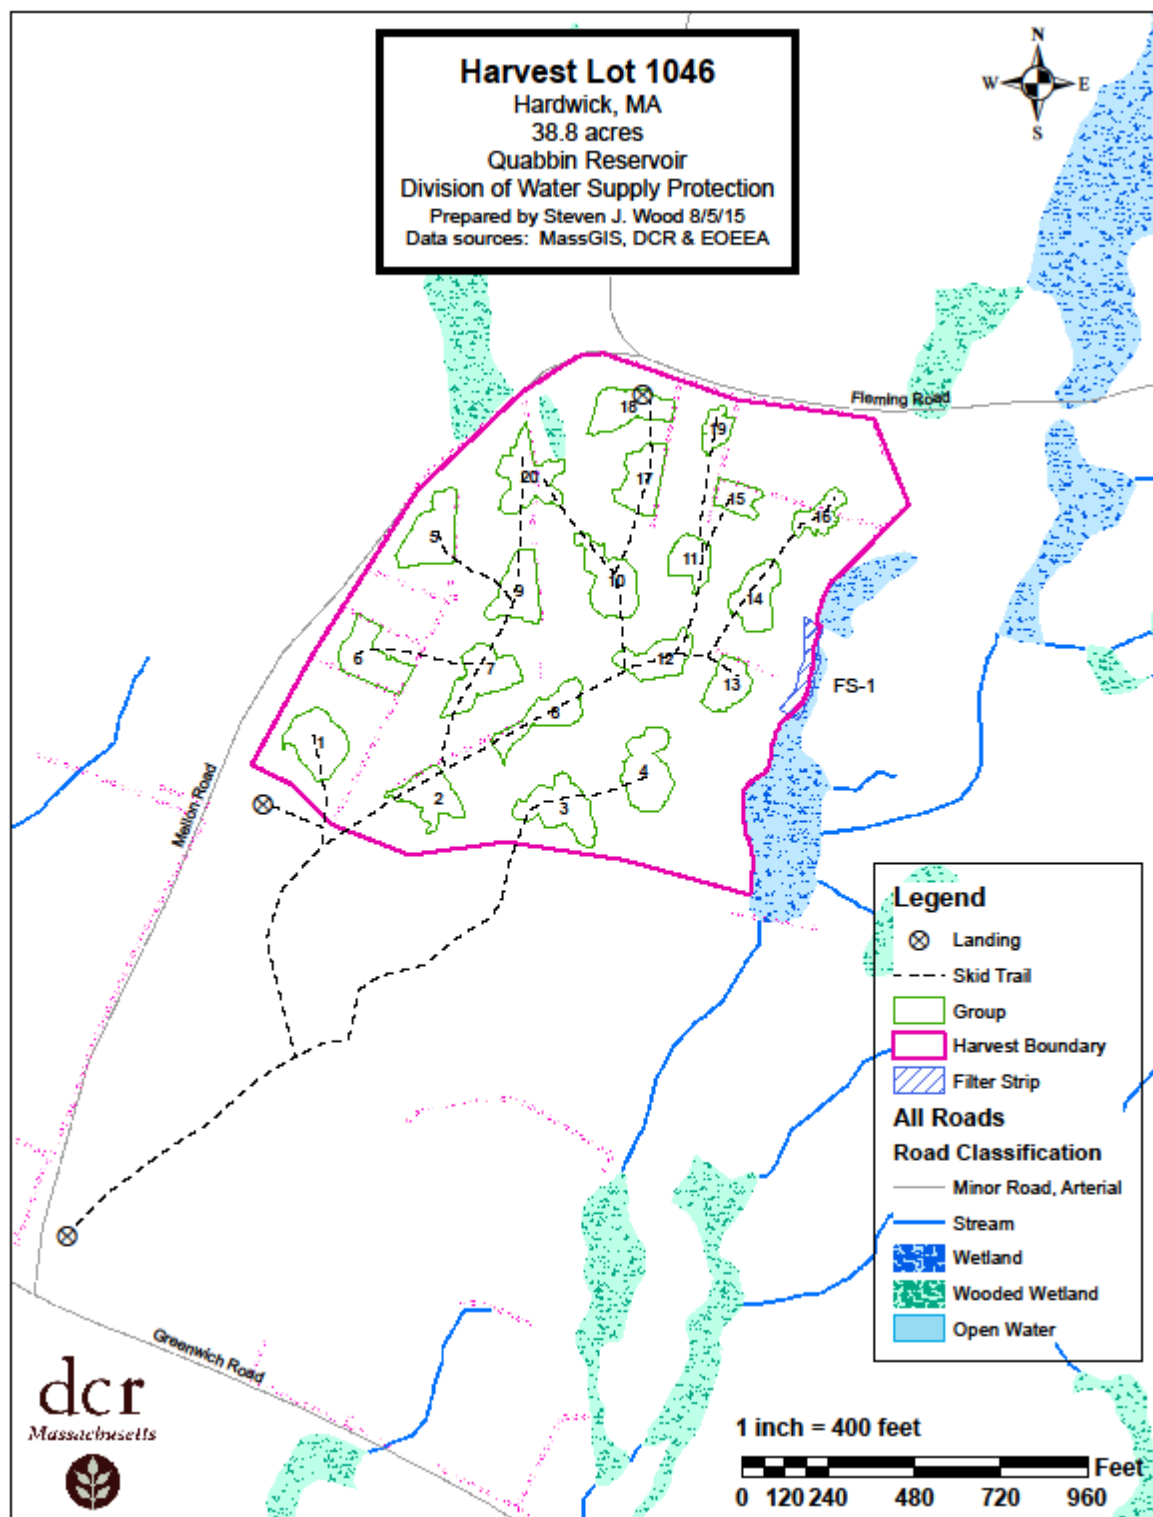 Harvest Lot 1046
Hardwick, MA
38.8 acres
Quabbin Reservoir
Division of Water Supply Protection
Prepared by Steven J. Wood 8/5/15
Data sources: MassGIS, DCR & EOEEA
N
W E
S
Fleming Road
18
19
20
17
15
16
5
11
10
9
14
6
7
12
13
FS-1
8
1
4
2
3
Mellon Road
Greenwich Road
Legend
Landing
Skid Trail
Group
Harvest Boundary
Filter Strip
All Roads
Road Classification
Minor Road, Arterial
Stream
Wetland
Wooded Wetland
Open Water
dcr
Massachusetts
1 inch = 400 feet
Feet
0 120 240 480 720 960